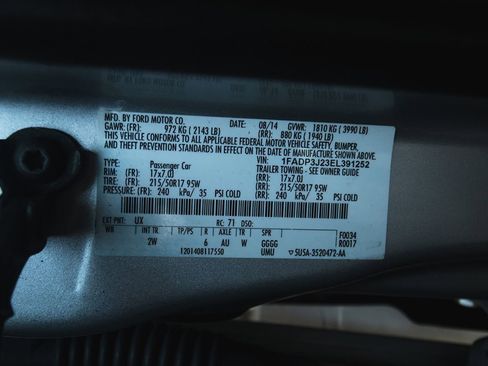 MFD. BY FORD MOTOR CO. DATE: 08/14 GVWR: 1810 KG (3990 LB)
GAWR: (FR): 972 KG (2143 LB) (RR): 880 KG (1940 LB)
THIS VEHICLE CONFORMS TO ALL APPLICABLE FEDERAL MOTOR VEHICLE SAFETY, BUMPER,
AND THEFT PREVENTION STANDARDS IN EFFECT ON THE DATE OF MANUFACTURE SHOWN ABOVE.
VIN: 1FADP3J23EL391252
TYPE: Passenger Car TRAILER TOWING - SEE OWNER GUIDE
RIM: (FR) 17x7.0J (RR): 17x7.0J
TIRE: (FR) 215/50R17 95W (RR): 215/50R17 95W
PRESSURE: (FR) 240 kPa/ 35 PSI COLD (RR): 240 kPa/ 35 PSI COLD
EXT PNT: UX RC: 71 DSO: F0034
WB INT TR TP/PS R AXLE TR SPR R0017
2W 6 AU W GGGG
1201408117550 UMU ▽5U5A-3520472-AA